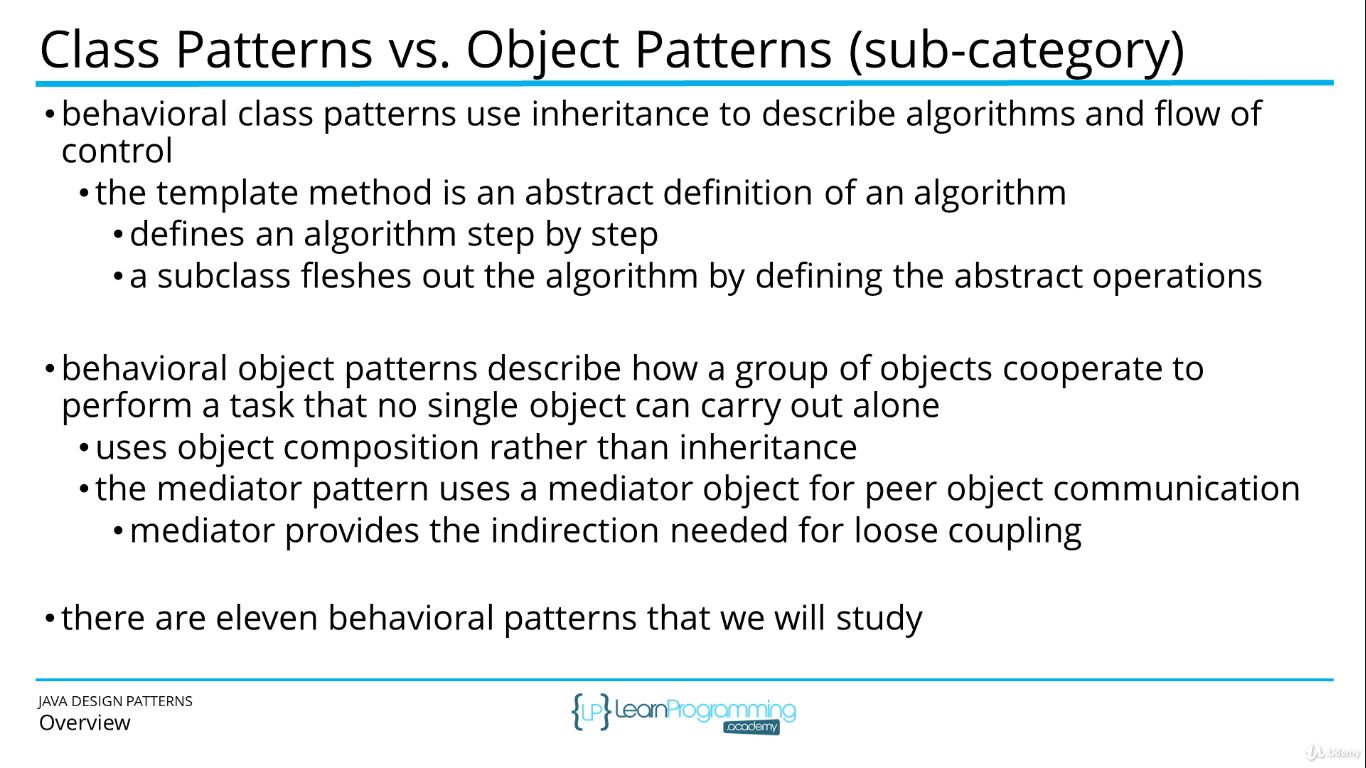 Class Patterns vs. Object Patterns (sub-category)
•behavioral class patterns use inheritance to describe algorithms and flow of
control
•the template method is an abstract definition of an algorithm
•defines an algorithm step by step
•a subclass fleshes out the algorithm by defining the abstract operations
•behavioral object patterns describe how a group of objects cooperate to
perform a task that no single object can carry out alone
•uses object composition rather than inheritance
•the mediator pattern uses a mediator object for peer object communication
•mediator provides the indirection needed for loose coupling
•there are eleven behavioral patterns that we will study
JAVA DESIGN PATTERNS
Overview
{LP} LearnProgramming
.academy
Udemy